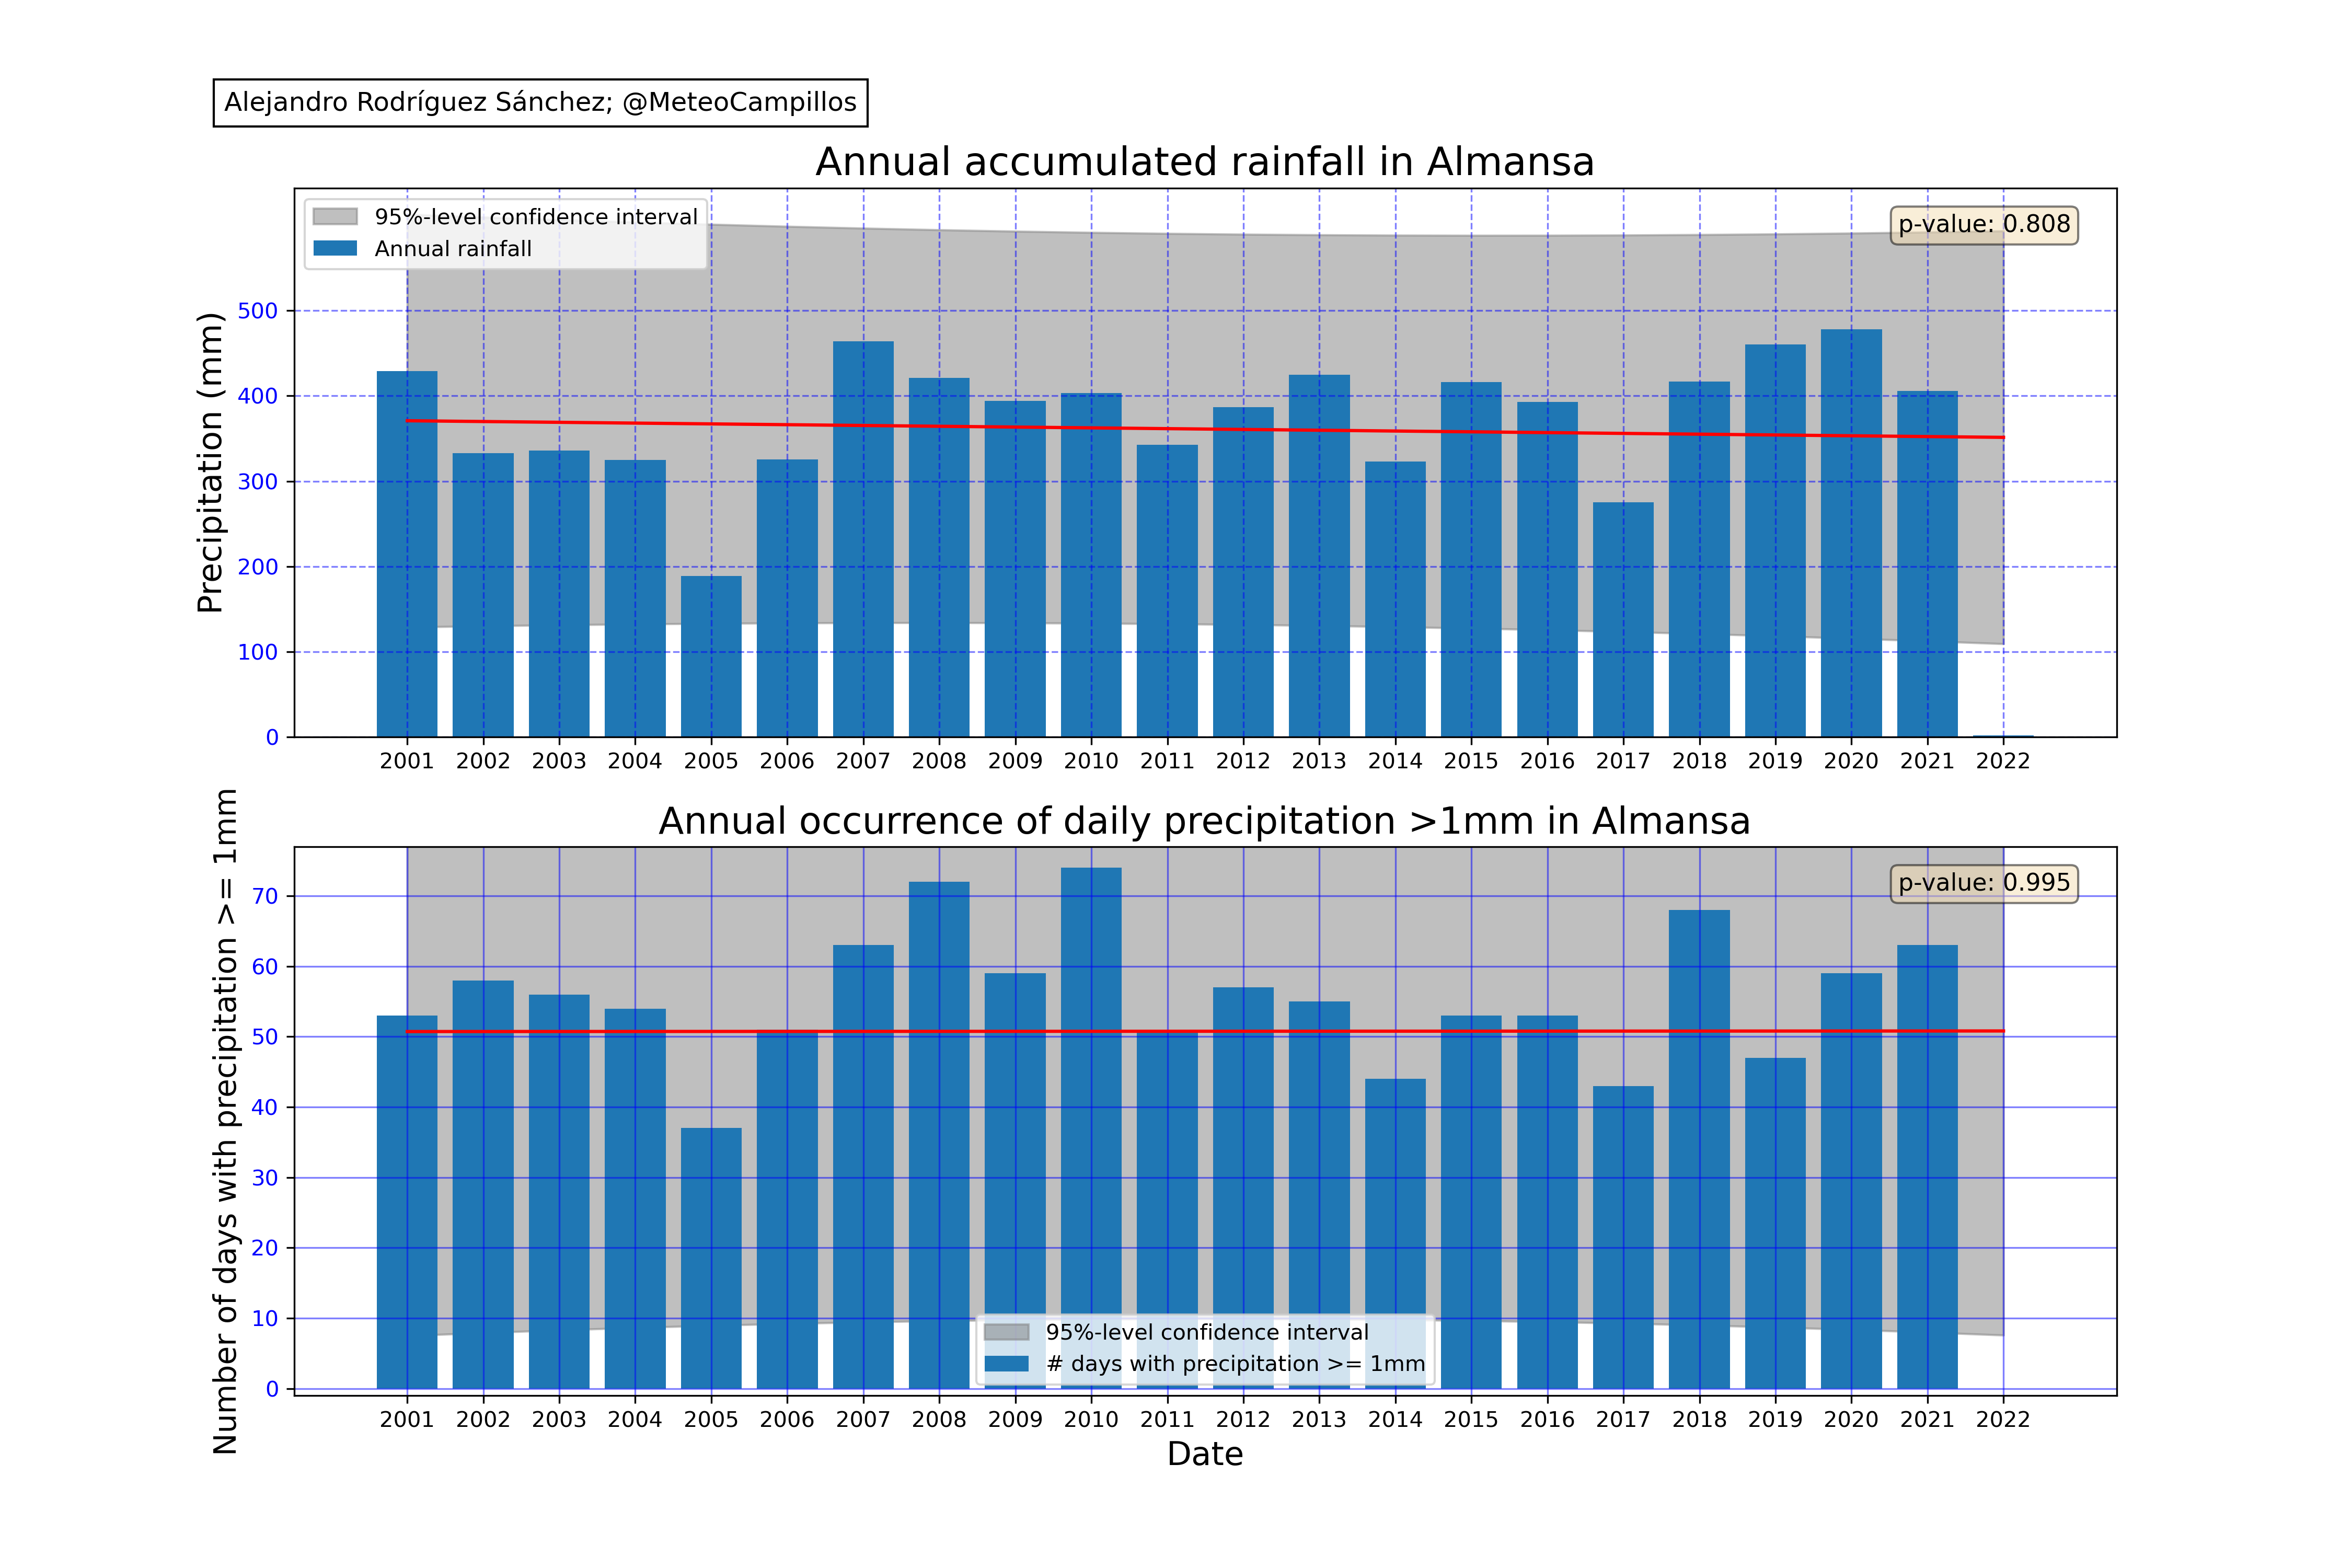 Alejandro Rodríguez Sánchez; @MeteoCampillos
Annual accumulated rainfall in Almansa
95%-level confidence interval
Annual rainfall
p-value: 0.808
Precipitation (mm)
500
400
300
200
100
0
2001 2002 2003 2004 2005 2006 2007 2008 2009 2010 2011 2012 2013 2014 2015 2016 2017 2018 2019 2020 2021 2022
Annual occurrence of daily precipitation >1mm in Almansa
p-value: 0.995
Number of days with precipitation >= 1mm
70
60
50
40
30
20
10
0
95%-level confidence interval
# days with precipitation >= 1mm
2001 2002 2003 2004 2005 2006 2007 2008 2009 2010 2011 2012 2013 2014 2015 2016 2017 2018 2019 2020 2021 2022
Date